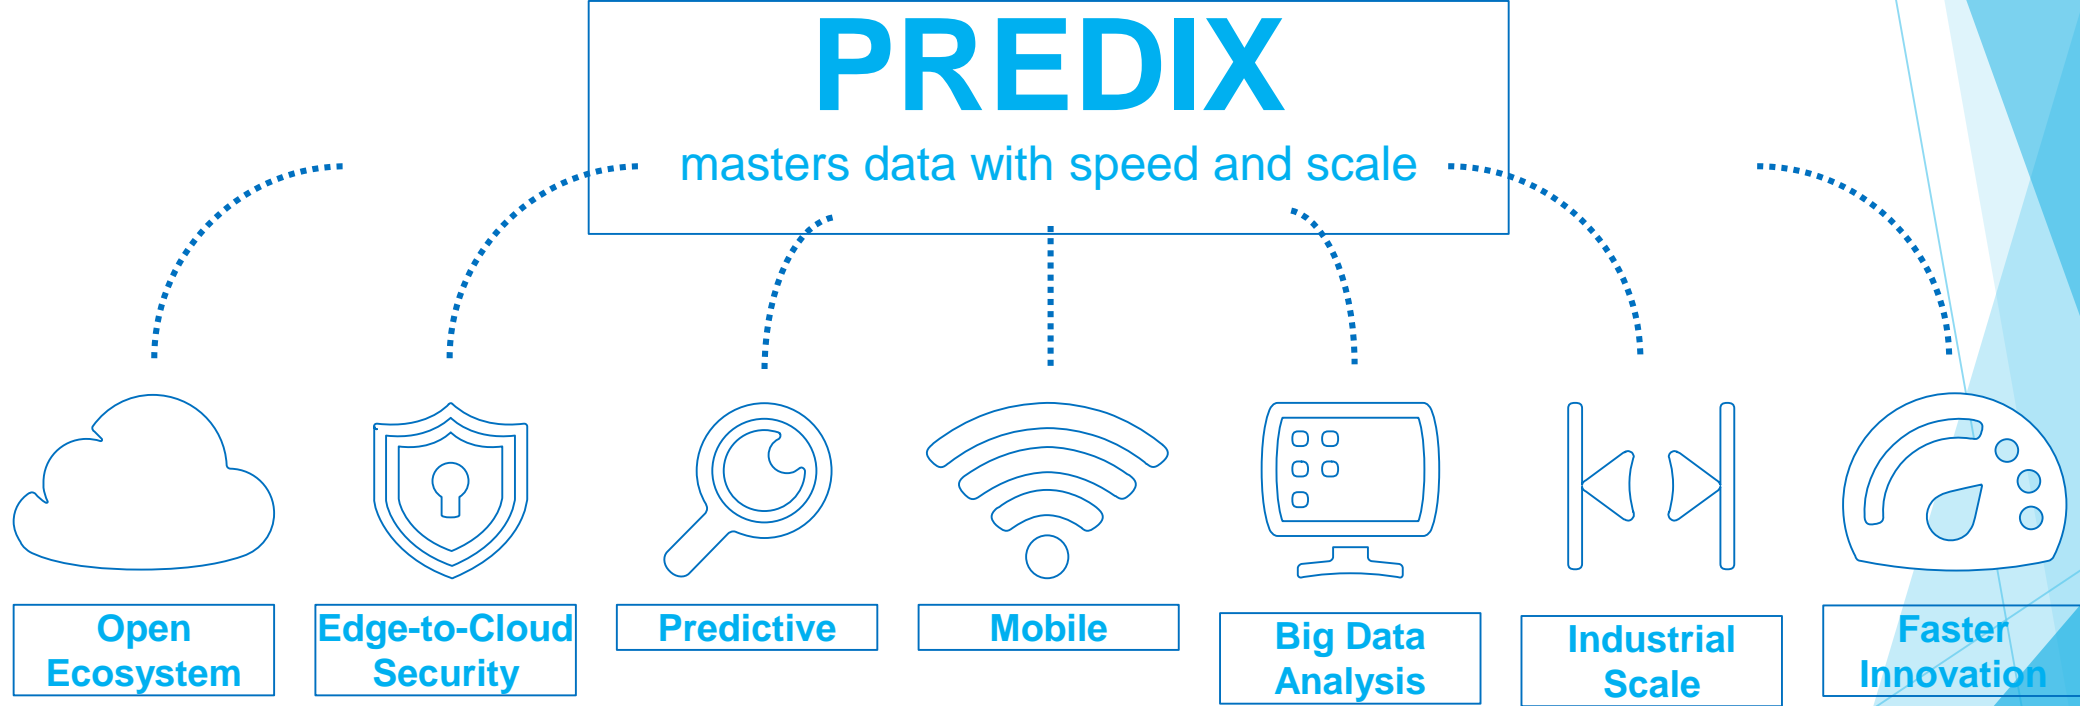 PREDIX
masters data with speed and scale
Open
Ecosystem
Edge-to-Cloud
Security
Predictive
Mobile
Big Data
Analysis
Industrial
Scale
Faster
Innovation